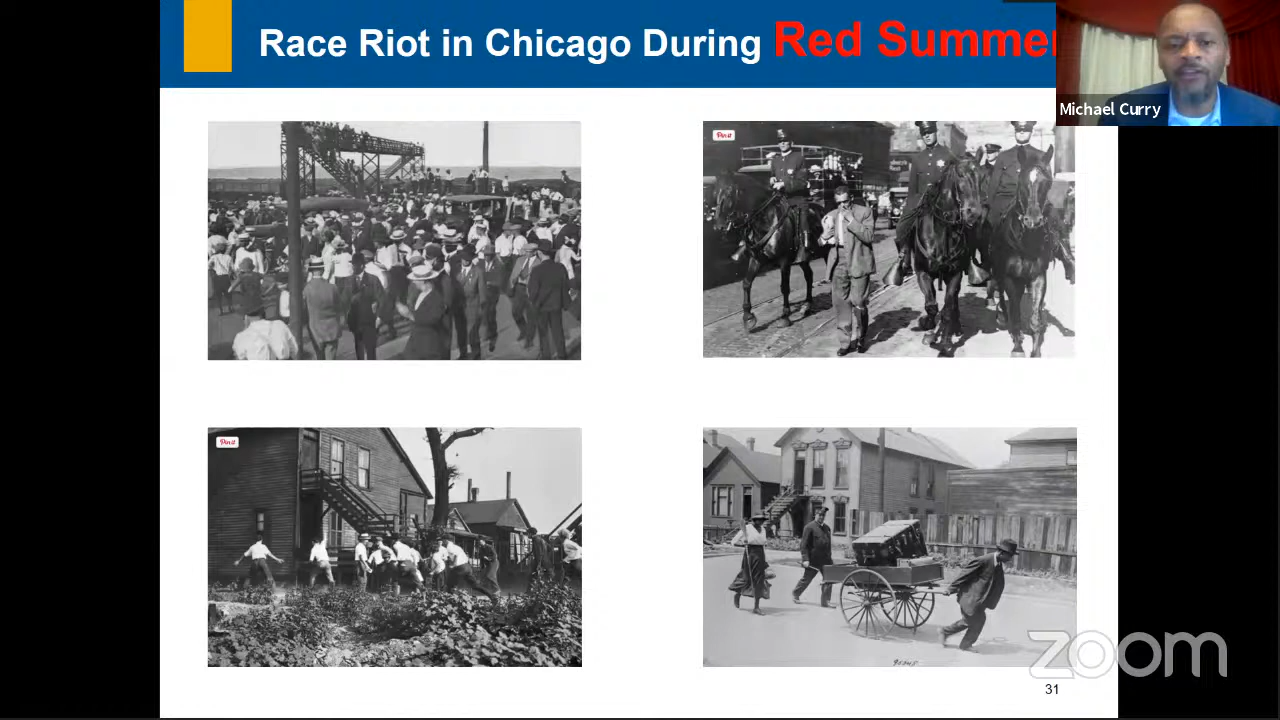 Race Riot in Chicago During Red Summer
Michael Curry
Pin it
Pin it
zoom
31